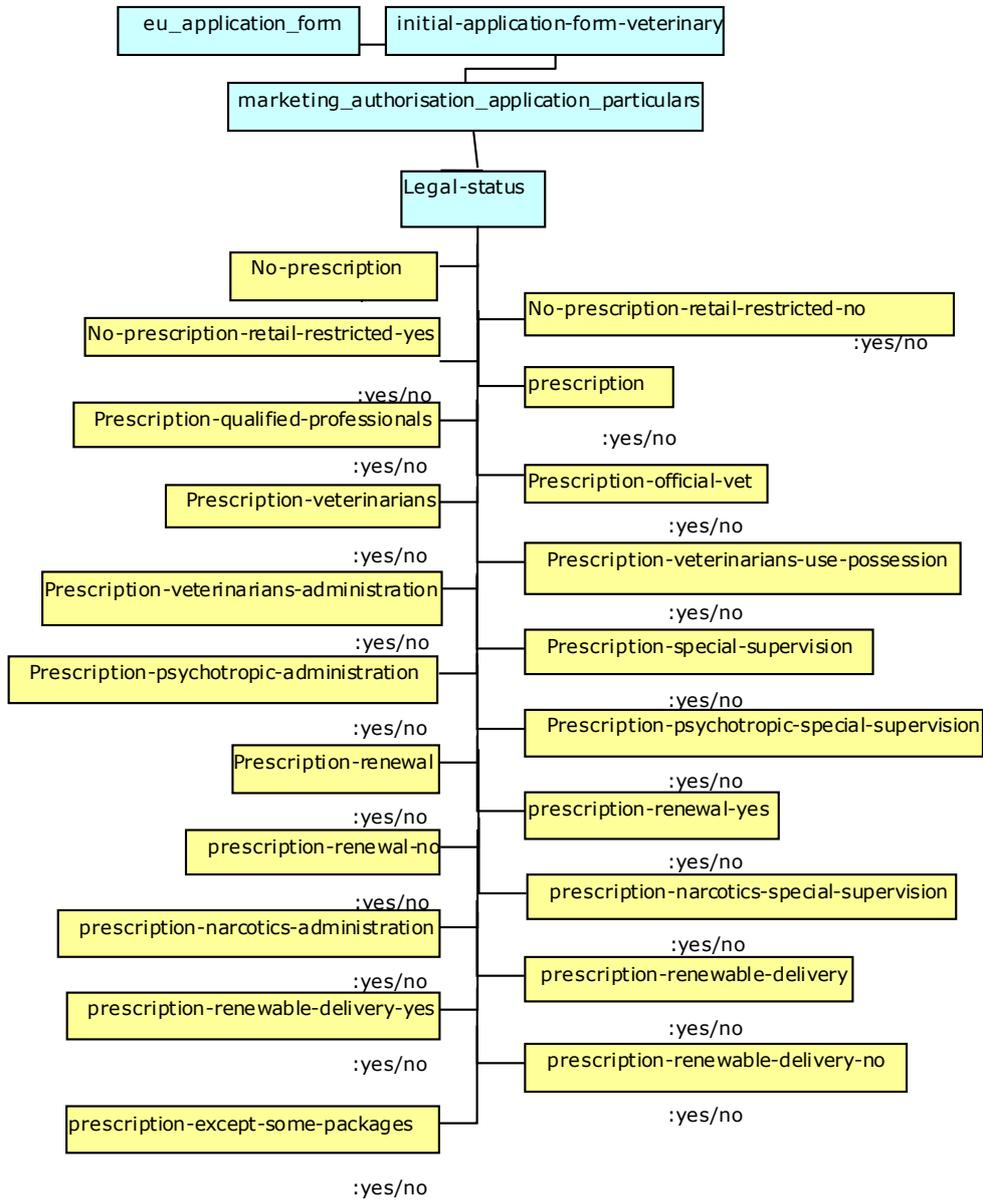 eu_application_form
initial-application-form-veterinary
marketing_authorisation_application_particulars
Legal-status
No-prescription
No-prescription-retail-restricted-no
:yes/no
No-prescription-retail-restricted-yes
:yes/no
prescription
:yes/no
Prescription-qualified-professionals
:yes/no
Prescription-official-vet
:yes/no
Prescription-veterinarians
:yes/no
Prescription-veterinarians-use-possession
:yes/no
Prescription-veterinarians-administration
:yes/no
Prescription-special-supervision
:yes/no
Prescription-psychotropic-administration
:yes/no
Prescription-psychotropic-special-supervision
:yes/no
Prescription-renewal
:yes/no
prescription-renewal-yes
:yes/no
prescription-renewal-no
:yes/no
prescription-narcotics-special-supervision
:yes/no
prescription-narcotics-administration
:yes/no
prescription-renewable-delivery
:yes/no
prescription-renewable-delivery-yes
:yes/no
prescription-renewable-delivery-no
:yes/no
prescription-except-some-packages
:yes/no